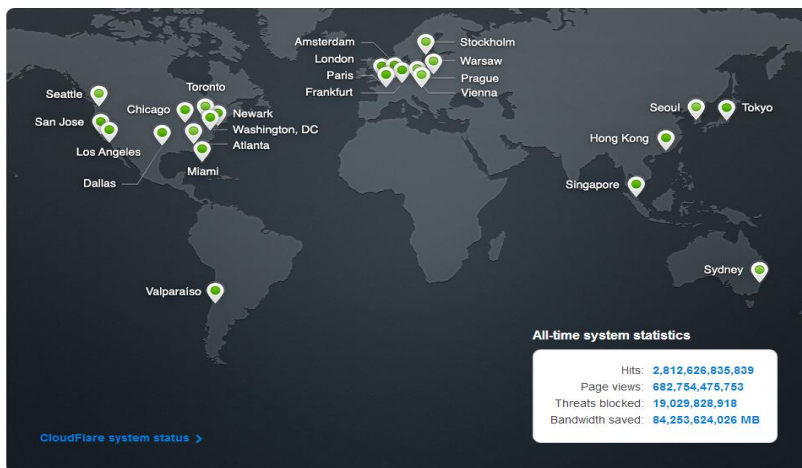 Amsterdam
Stockholm
London
Warsaw
Paris
Prague
Frankfurt
Vienna
Seattle
Toronto
Chicago
Newark
San Jose
Washington, DC
Los Angeles
Atlanta
Dallas
Miami
Seoul
Tokyo
Hong Kong
Singapore
Sydney
Valparaíso
All-time system statistics
Hits: 2,812,626,835,839
Page views: 682,754,475,753
Threats blocked: 19,029,828,918
Bandwidth saved: 84,253,624,026 MB
CloudFlare system status >